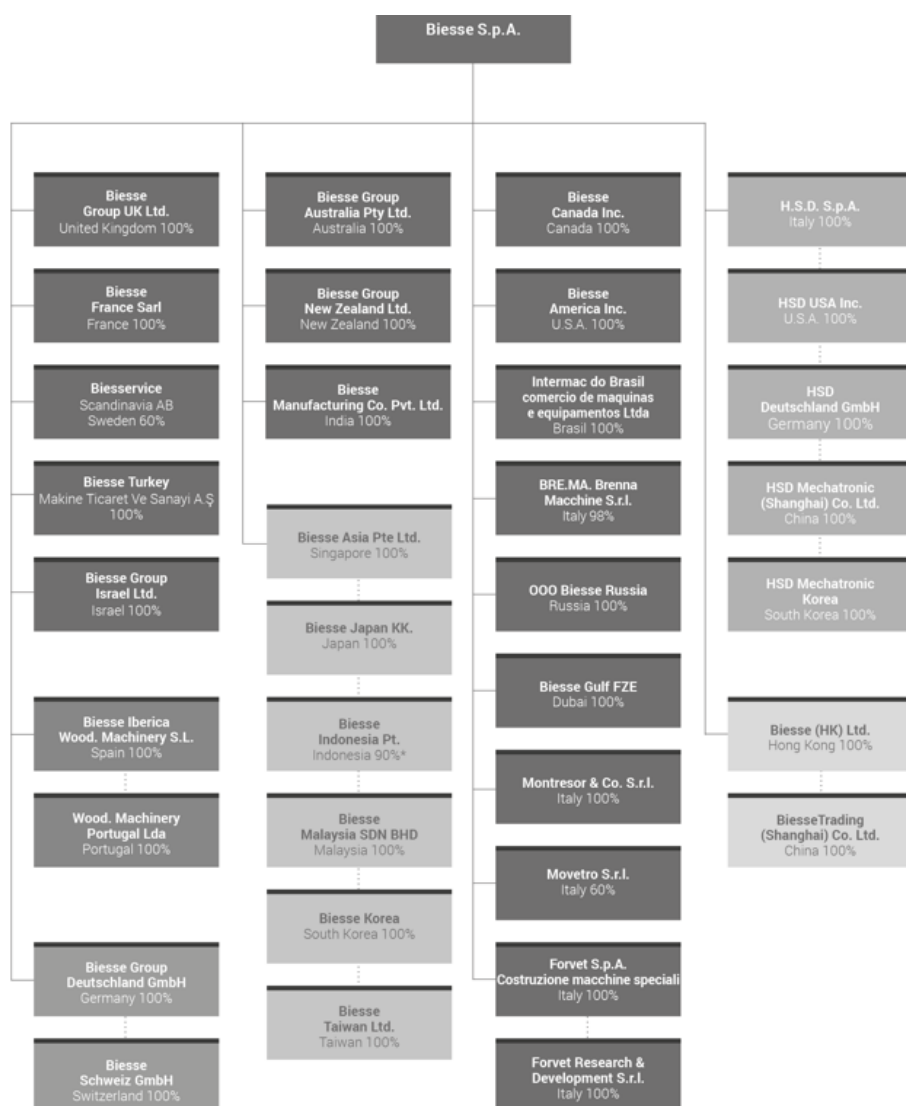 Biesse S.p.A.
Biesse
Group UK Ltd.
United Kingdom 100%
Biesse
France Sarl
France 100%
Biesservice
Scandinavia AB
Sweden 60%
Biesse Turkey
Makine Ticaret Ve Sanayi A.Ş
100%
Biesse Group
Israel Ltd.
Israel 100%
Biesse Iberica
Wood. Machinery S.L.
Spain 100%
Wood. Machinery
Portugal Lda
Portugal 100%
Biesse Group
Deutschland GmbH
Germany 100%
Biesse
Schweiz GmbH
Switzerland 100%
Biesse Group
Australia Pty Ltd.
Australia 100%
Biesse Group
New Zealand Ltd.
New Zealand 100%
Biesse
Manufacturing Co. Pvt. Ltd.
India 100%
Biesse Asia Pte Ltd.
Singapore 100%
Biesse Japan KK.
Japan 100%
Biesse
Indonesia Pt.
Indonesia 90%*
Biesse
Malaysia SDN BHD
Malaysia 100%
Biesse Korea
South Korea 100%
Biesse
Taiwan Ltd.
Taiwan 100%
Biesse
Canada Inc.
Canada 100%
Biesse
America Inc.
U.S.A. 100%
Intermac do Brasil
comercio de maquinas
e equipamentos Ltda
Brasil 100%
BRE.MA. Brenna
Macchine S.r.l.
Italy 98%
OOO Biesse Russia
Russia 100%
Biesse Gulf FZE
Dubai 100%
Montresor & Co. S.r.l.
Italy 100%
Movetro S.r.l.
Italy 60%
Forvet S.p.A.
Costruzione macchine speciali
Italy 100%
Forvet Research &
Development S.r.l.
Italy 100%
H.S.D. S.p.A.
Italy 100%
HSD USA Inc.
U.S.A. 100%
HSD
Deutschland GmbH
Germany 100%
HSD Mechatronic
(Shanghai) Co. Ltd.
China 100%
HSD Mechatronic
Korea
South Korea 100%
Biesse (HK) Ltd.
Hong Kong 100%
BiesseTrading
(Shanghai) Co. Ltd.
China 100%